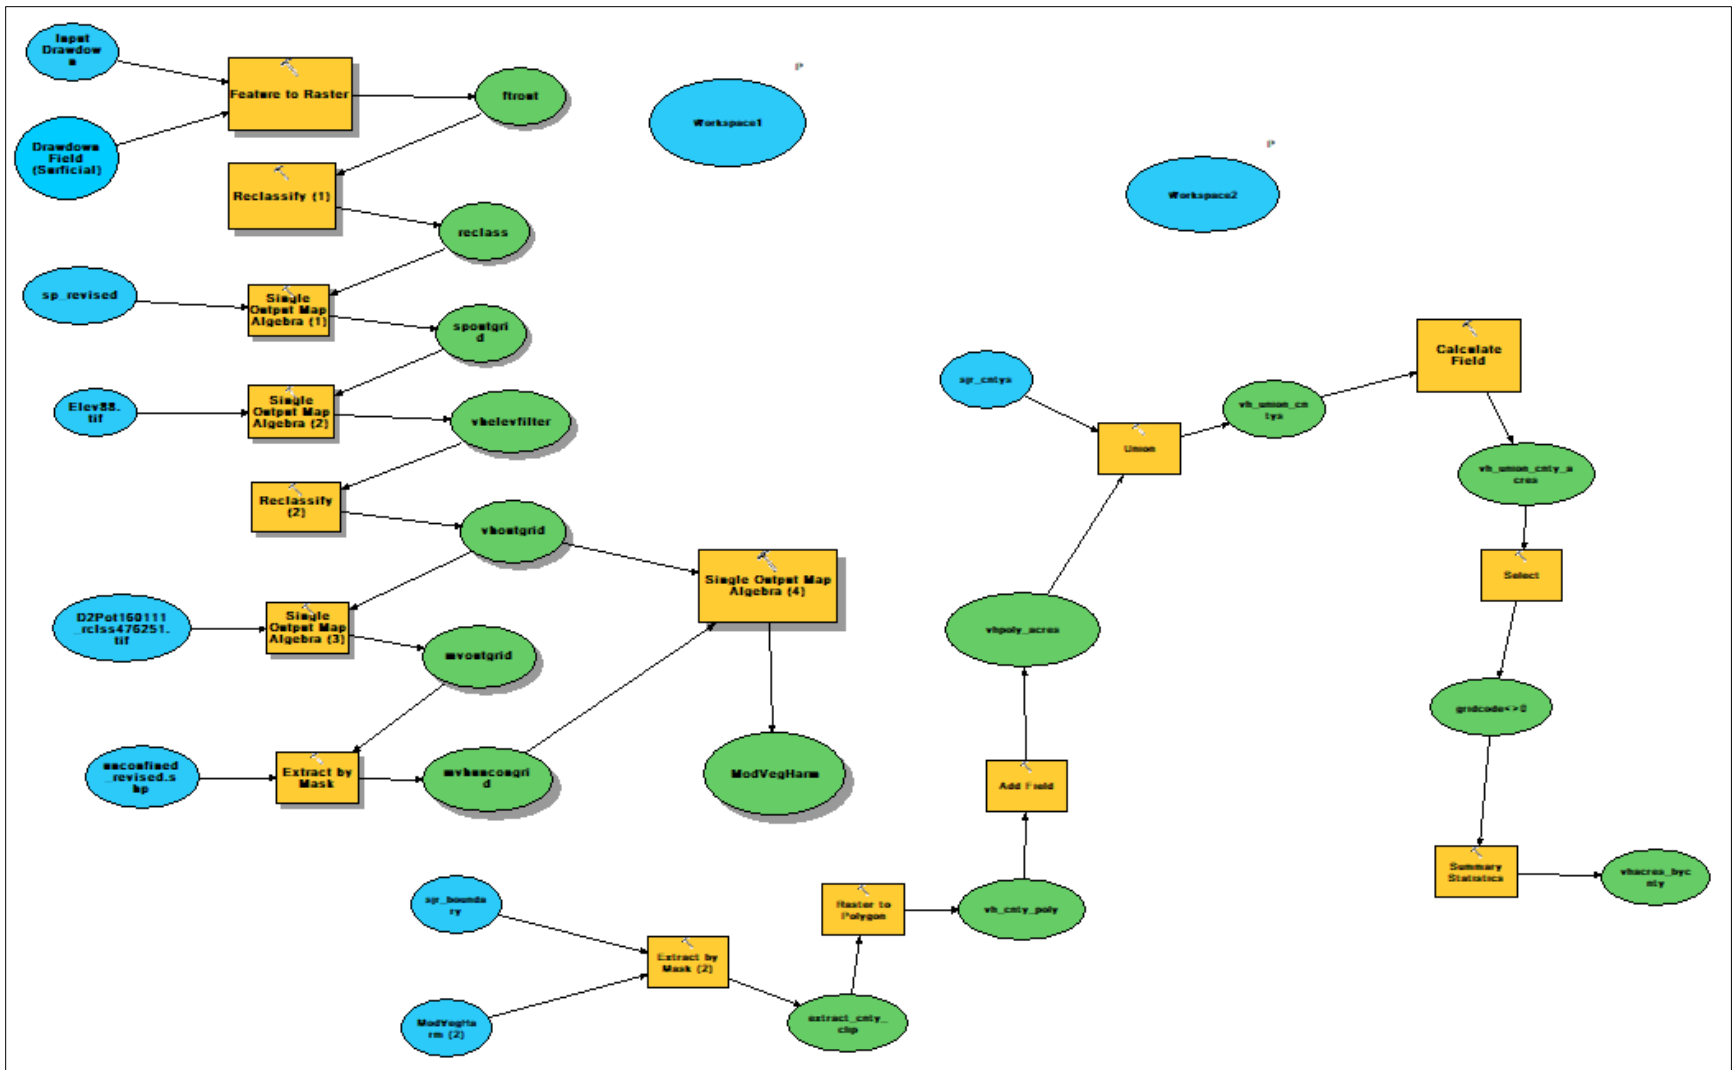 Input
Drawdow
n
Feature to Raster
ftrout
P
Workspace1
Drawdown
Field
(Surficial)
P
Reclassify (1)
Workspace2
reclass
sp_revised
Single
Output Map
Algebra (1)
spoutgri
d
Calculate
Field
sjr_cntys
Elev88.
tif
Single
Output Map
Algebra (2)
vhelevfilter
vh_union_cn
tys
Union
vh_union_cnty_a
cres
Reclassify
(2)
vhoutgrid
Single Output Map
Algebra (4)
Select
D2Pot160111
_rclss476251.
tif
Single
Output Map
Algebra (3)
mvoutgrid
vhpoly_acres
gridcode<>0
unconfined
_revised.s
hp
Extract by
Mask
mvhuncongri
d
ModVegHarm
Add Field
Summary
Statistics
vhacres_byc
nty
sjr_bounda
ry
Raster to
Polygon
vh_cnty_poly
Extract by
Mask (2)
ModVegHa
rm (2)
extract_cnty_
clip